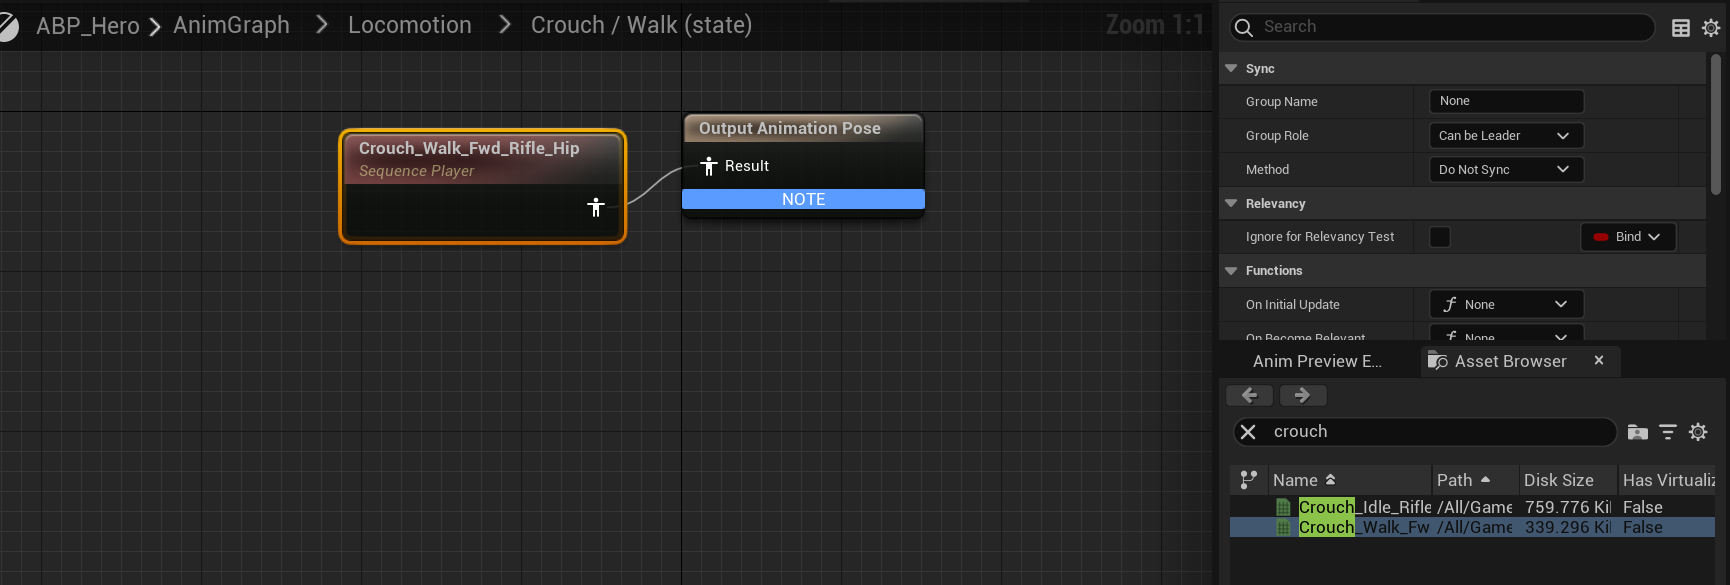 ABP_Hero > AnimGraph > Locomotion > Crouch / Walk (state)
Zoom 1:1
Crouch_Walk_Fwd_Rifle_Hip
Sequence Player
Output Animation Pose
Result
NOTE
Search
Sync
Group Name None
Group Role Can be Leader
Method Do Not Sync
Relevancy
Ignore for Relevancy Test Bind
Functions
On Initial Update None
On Become Relevant None
Anim Preview E... Asset Browser
crouch
Name Path Disk Size Has Virtualiz
Crouch_Idle_Rifle /All/Game 759.776 Ki False
Crouch_Walk_Fw /All/Game 339.296 Ki False